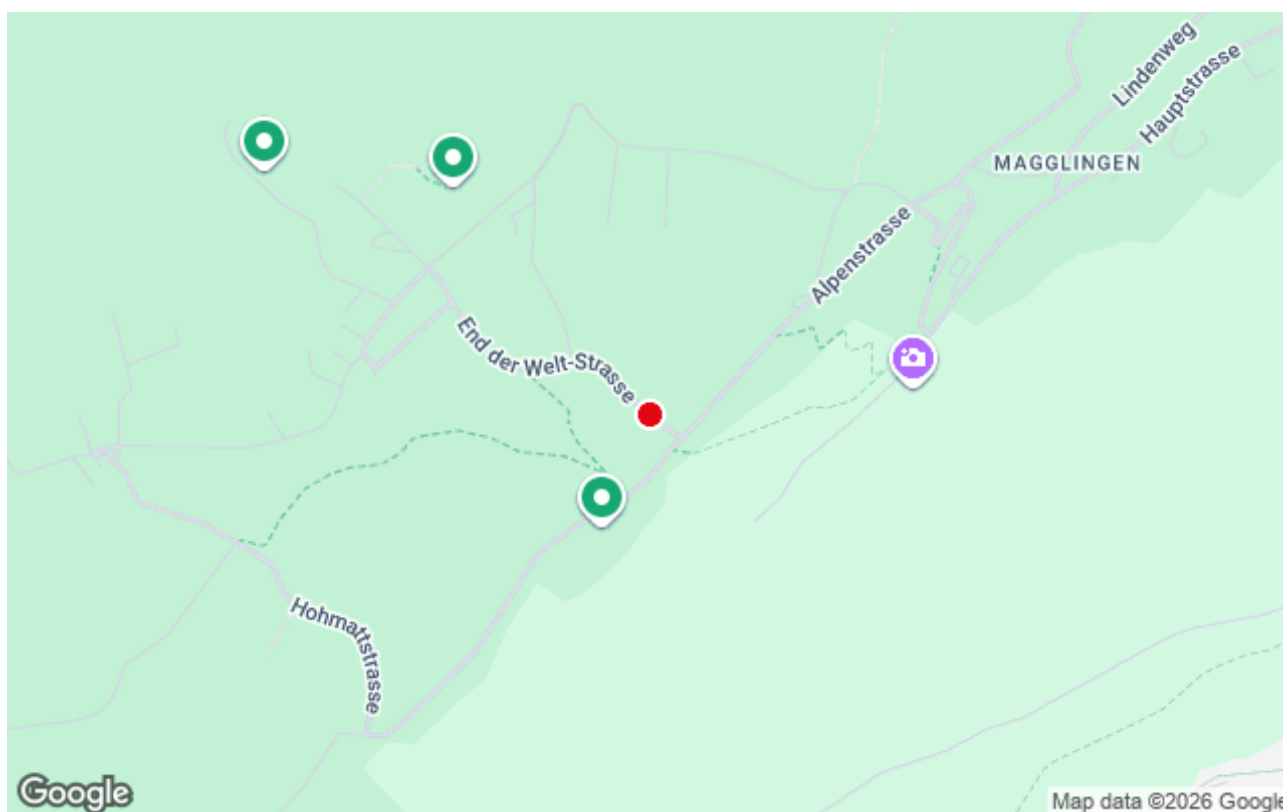 Lindenweg
Hauptstrasse
MAGGLINGEN
Alpenstrasse
End der Welt-Strasse
Hohmattstrasse
Google
Map data ©2026 Google